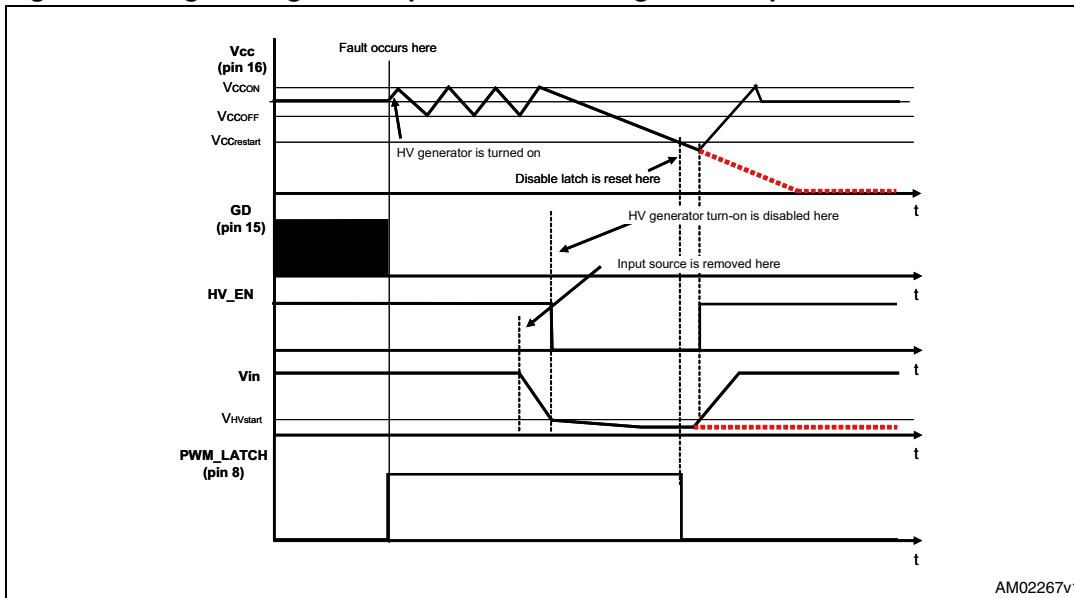 Vcc
(pin 16)
Fault occurs here
VCCON
VCCOFF
VCCrestart
HV generator is turned on
Disable latch is reset here
t
GD
(pin 15)
HV generator turn-on is disabled here
Input source is removed here
t
HV_EN
t
Vin
VHVstart
t
PWM_LATCH
(pin 8)
t